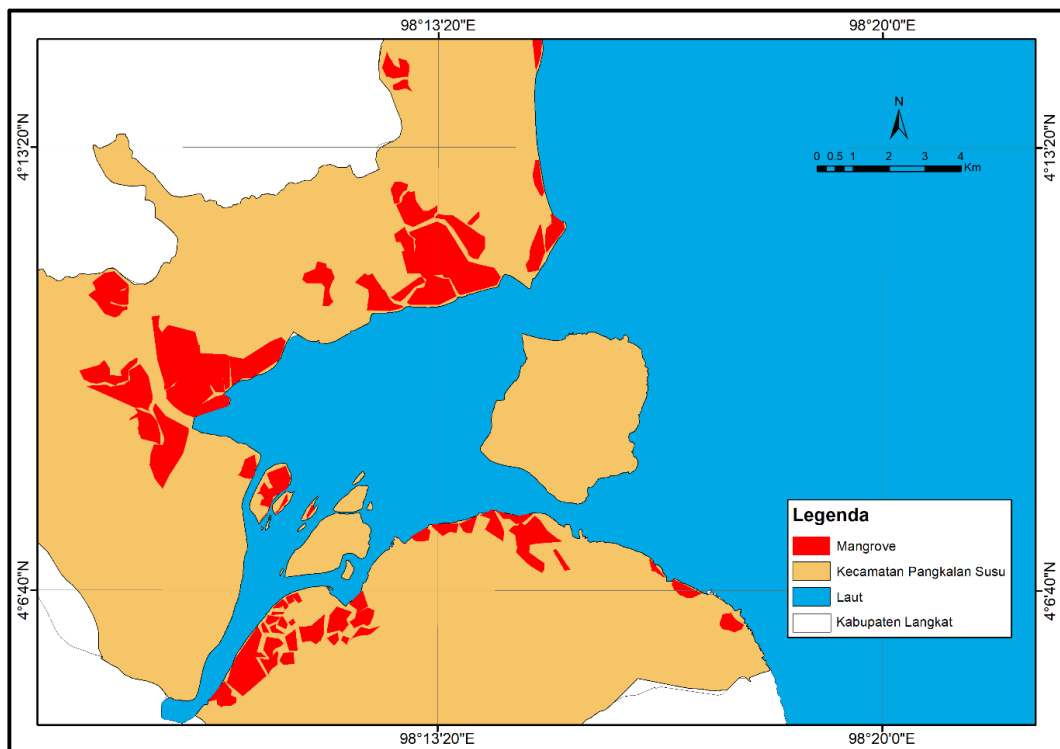 98°13'20"E
98°20'0"E
4°13'20"N
4°13'20"N
N
0 0.5 1 2 3 4
Km
Legenda
Mangrove
Kecamatan Pangkalan Susu
Laut
Kabupaten Langkat
4°6'40"N
4°6'40"N
98°13'20"E
98°20'0"E